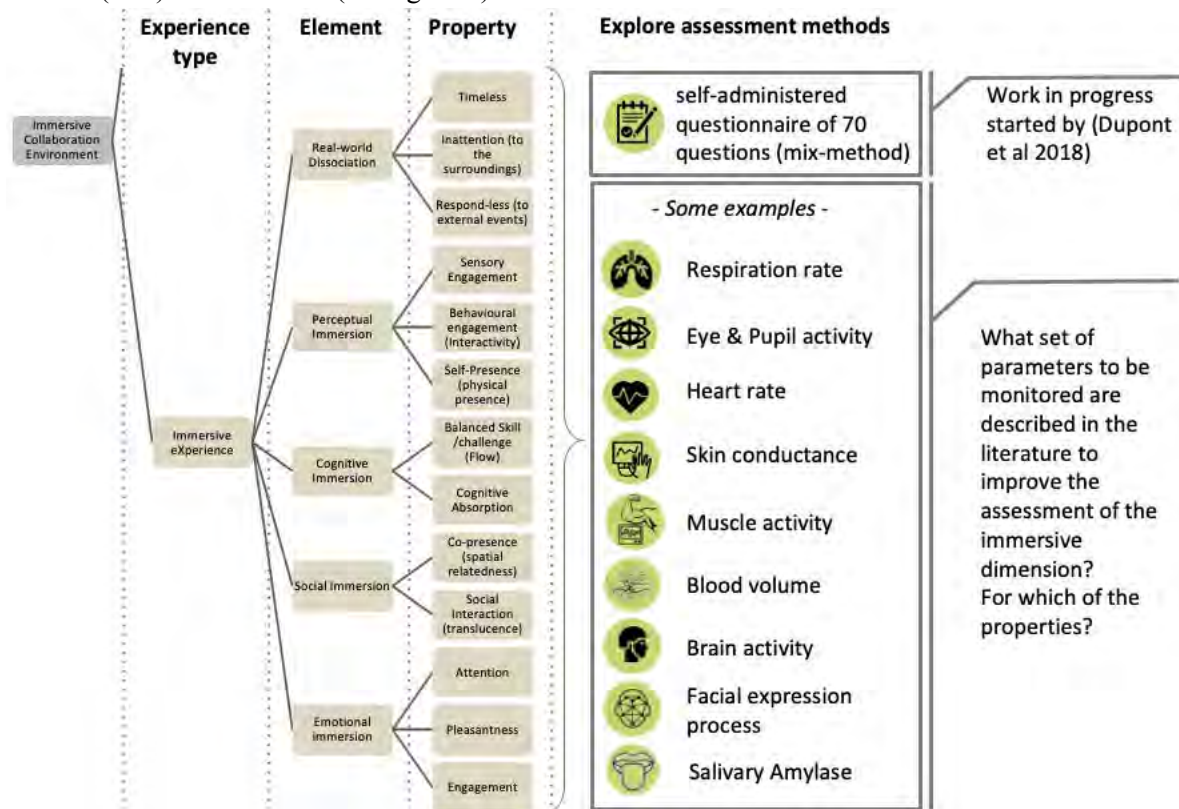 Experience
type
Element
Property
Explore assessment methods
Immersive
Collaboration
Environment
Immersive
eXperience
Real-world
Dissociation
Timeless
Inattention (to
the
surroundings)
Respond-less (to
external events)
Perceptual
Immersion
Sensory
Engagement
Behavioural
engagement
(Interactivity)
Self-Presence
(physical
presence)
Cognitive
Immersion
Balanced Skill
/challenge
(Flow)
Cognitive
Absorption
Social Immersion
Co-presence
(spatial
relatedness)
Social
Interaction
(translucence)
Emotional
immersion
Attention
Pleasantness
Engagement
self-administered
questionnaire of 70
questions (mix-method)
- Some examples -
Respiration rate
Eye & Pupil activity
Heart rate
Skin conductance
Muscle activity
Blood volume
Brain activity
Facial expression
process
Salivary Amylase
Work in progress
started by (Dupont
et al 2018)
What set of
parameters to be
monitored are
described in the
literature to
improve the
assessment of the
immersive
dimension?
For which of the
properties?